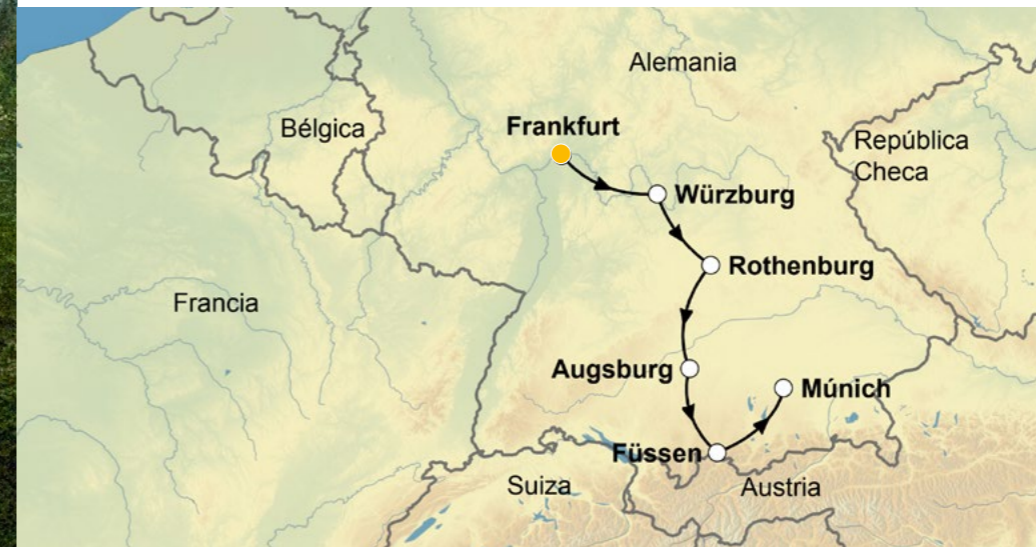 Alemania
Frankfurt
Bélgica
República
Checa
Würzburg
Rothenburg
Francia
Augsburg
Múnich
Füssen
Suiza
Austria